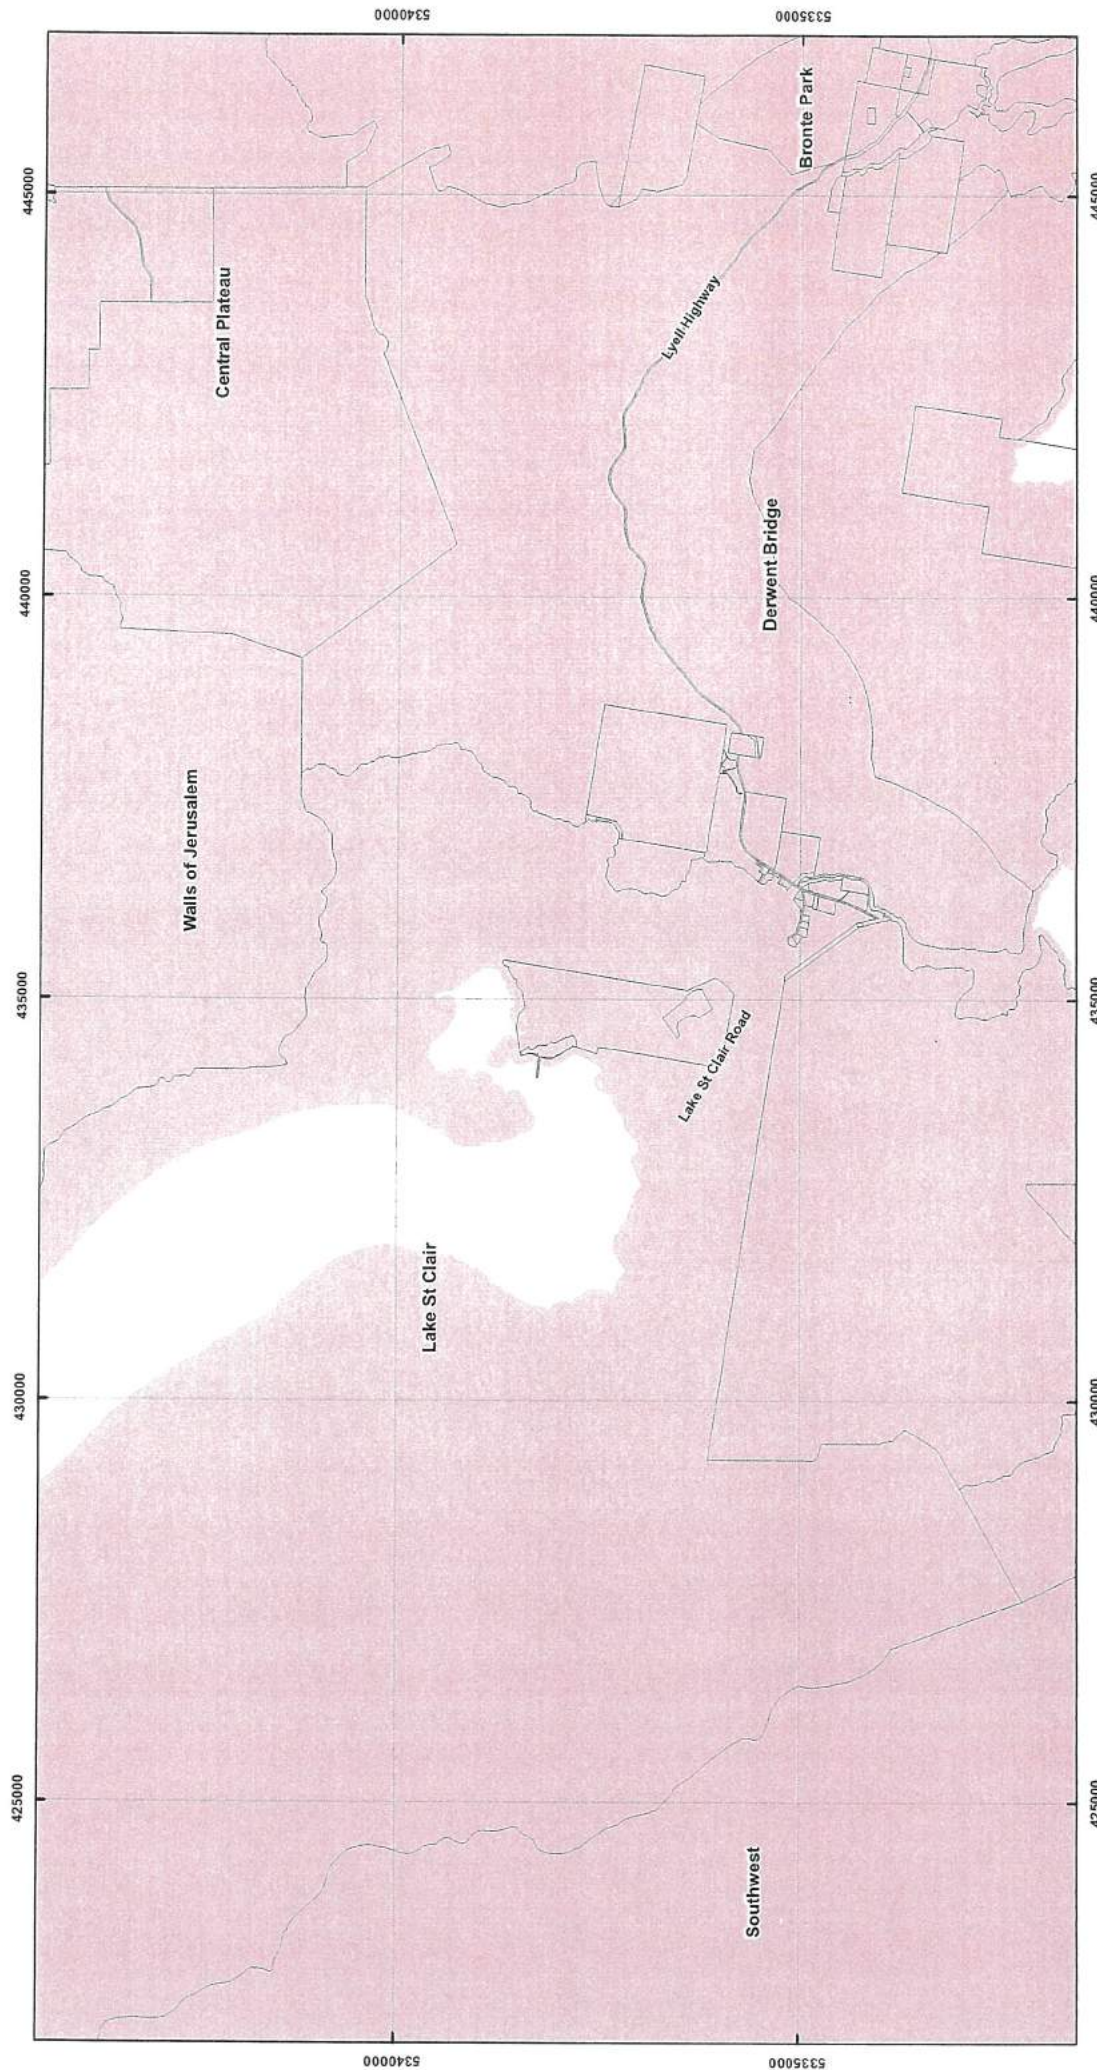 425000
430000
435000
440000
445000
Walls of Jerusalem
Central Plateau
5340000
5340000
Lake St Clair
Lyell Highway
Lake St Clair Road
Southwest
Derwent Bridge
Bronte Park
5335000
5335000
425000
430000
435000
440000
445000